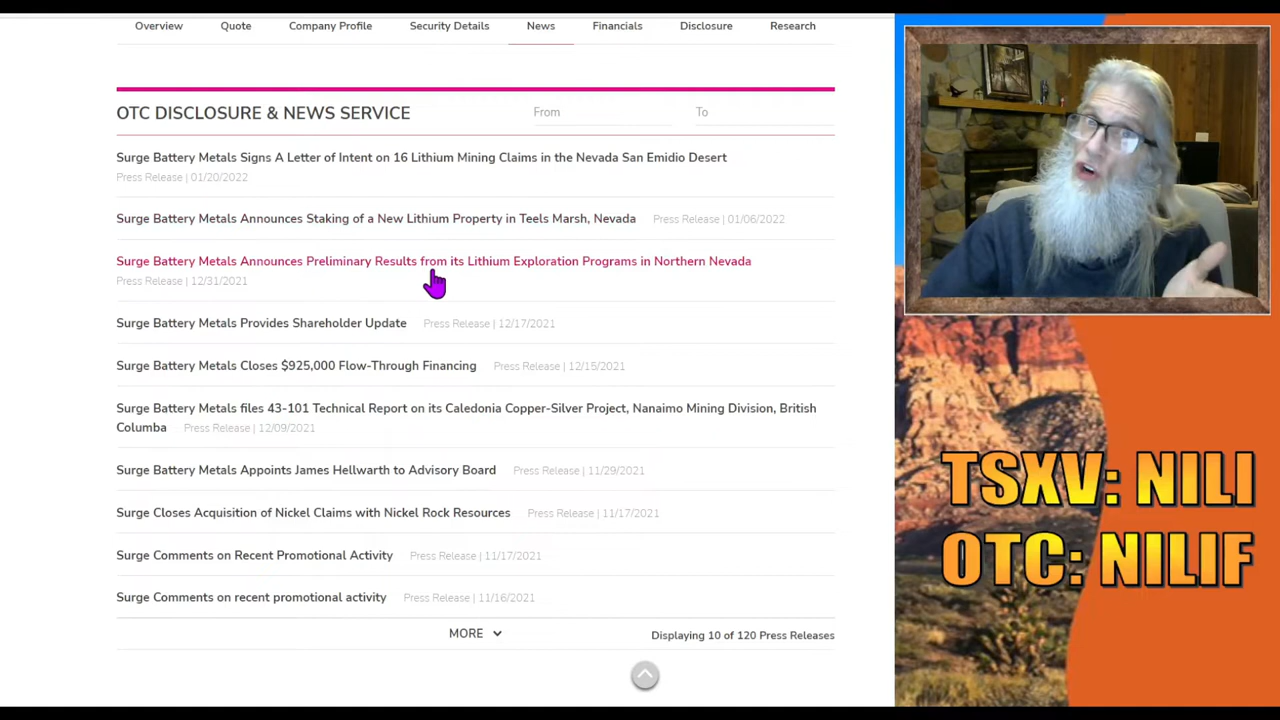 Overview Quote Company Profile Security Details News Financials Disclosure Research
OTC DISCLOSURE & NEWS SERVICE From To
Surge Battery Metals Signs A Letter of Intent on 16 Lithium Mining Claims in the Nevada San Emidio Desert
Press Release | 01/20/2022
Surge Battery Metals Announces Staking of a New Lithium Property in Teels Marsh, Nevada Press Release | 01/06/2022
Surge Battery Metals Announces Preliminary Results from its Lithium Exploration Programs in Northern Nevada
Press Release | 12/31/2021
Surge Battery Metals Provides Shareholder Update Press Release | 12/17/2021
Surge Battery Metals Closes $925,000 Flow-Through Financing Press Release | 12/15/2021
Surge Battery Metals files 43-101 Technical Report on its Caledonia Copper-Silver Project, Nanaimo Mining Division, British
Columba Press Release | 12/09/2021
Surge Battery Metals Appoints James Hellwarth to Advisory Board Press Release | 11/29/2021
Surge Closes Acquisition of Nickel Claims with Nickel Rock Resources Press Release | 11/17/2021
Surge Comments on Recent Promotional Activity Press Release | 11/17/2021
Surge Comments on recent promotional activity Press Release | 11/16/2021
MORE Displaying 10 of 120 Press Releases
TSXV: NILI
OTC: NILIF